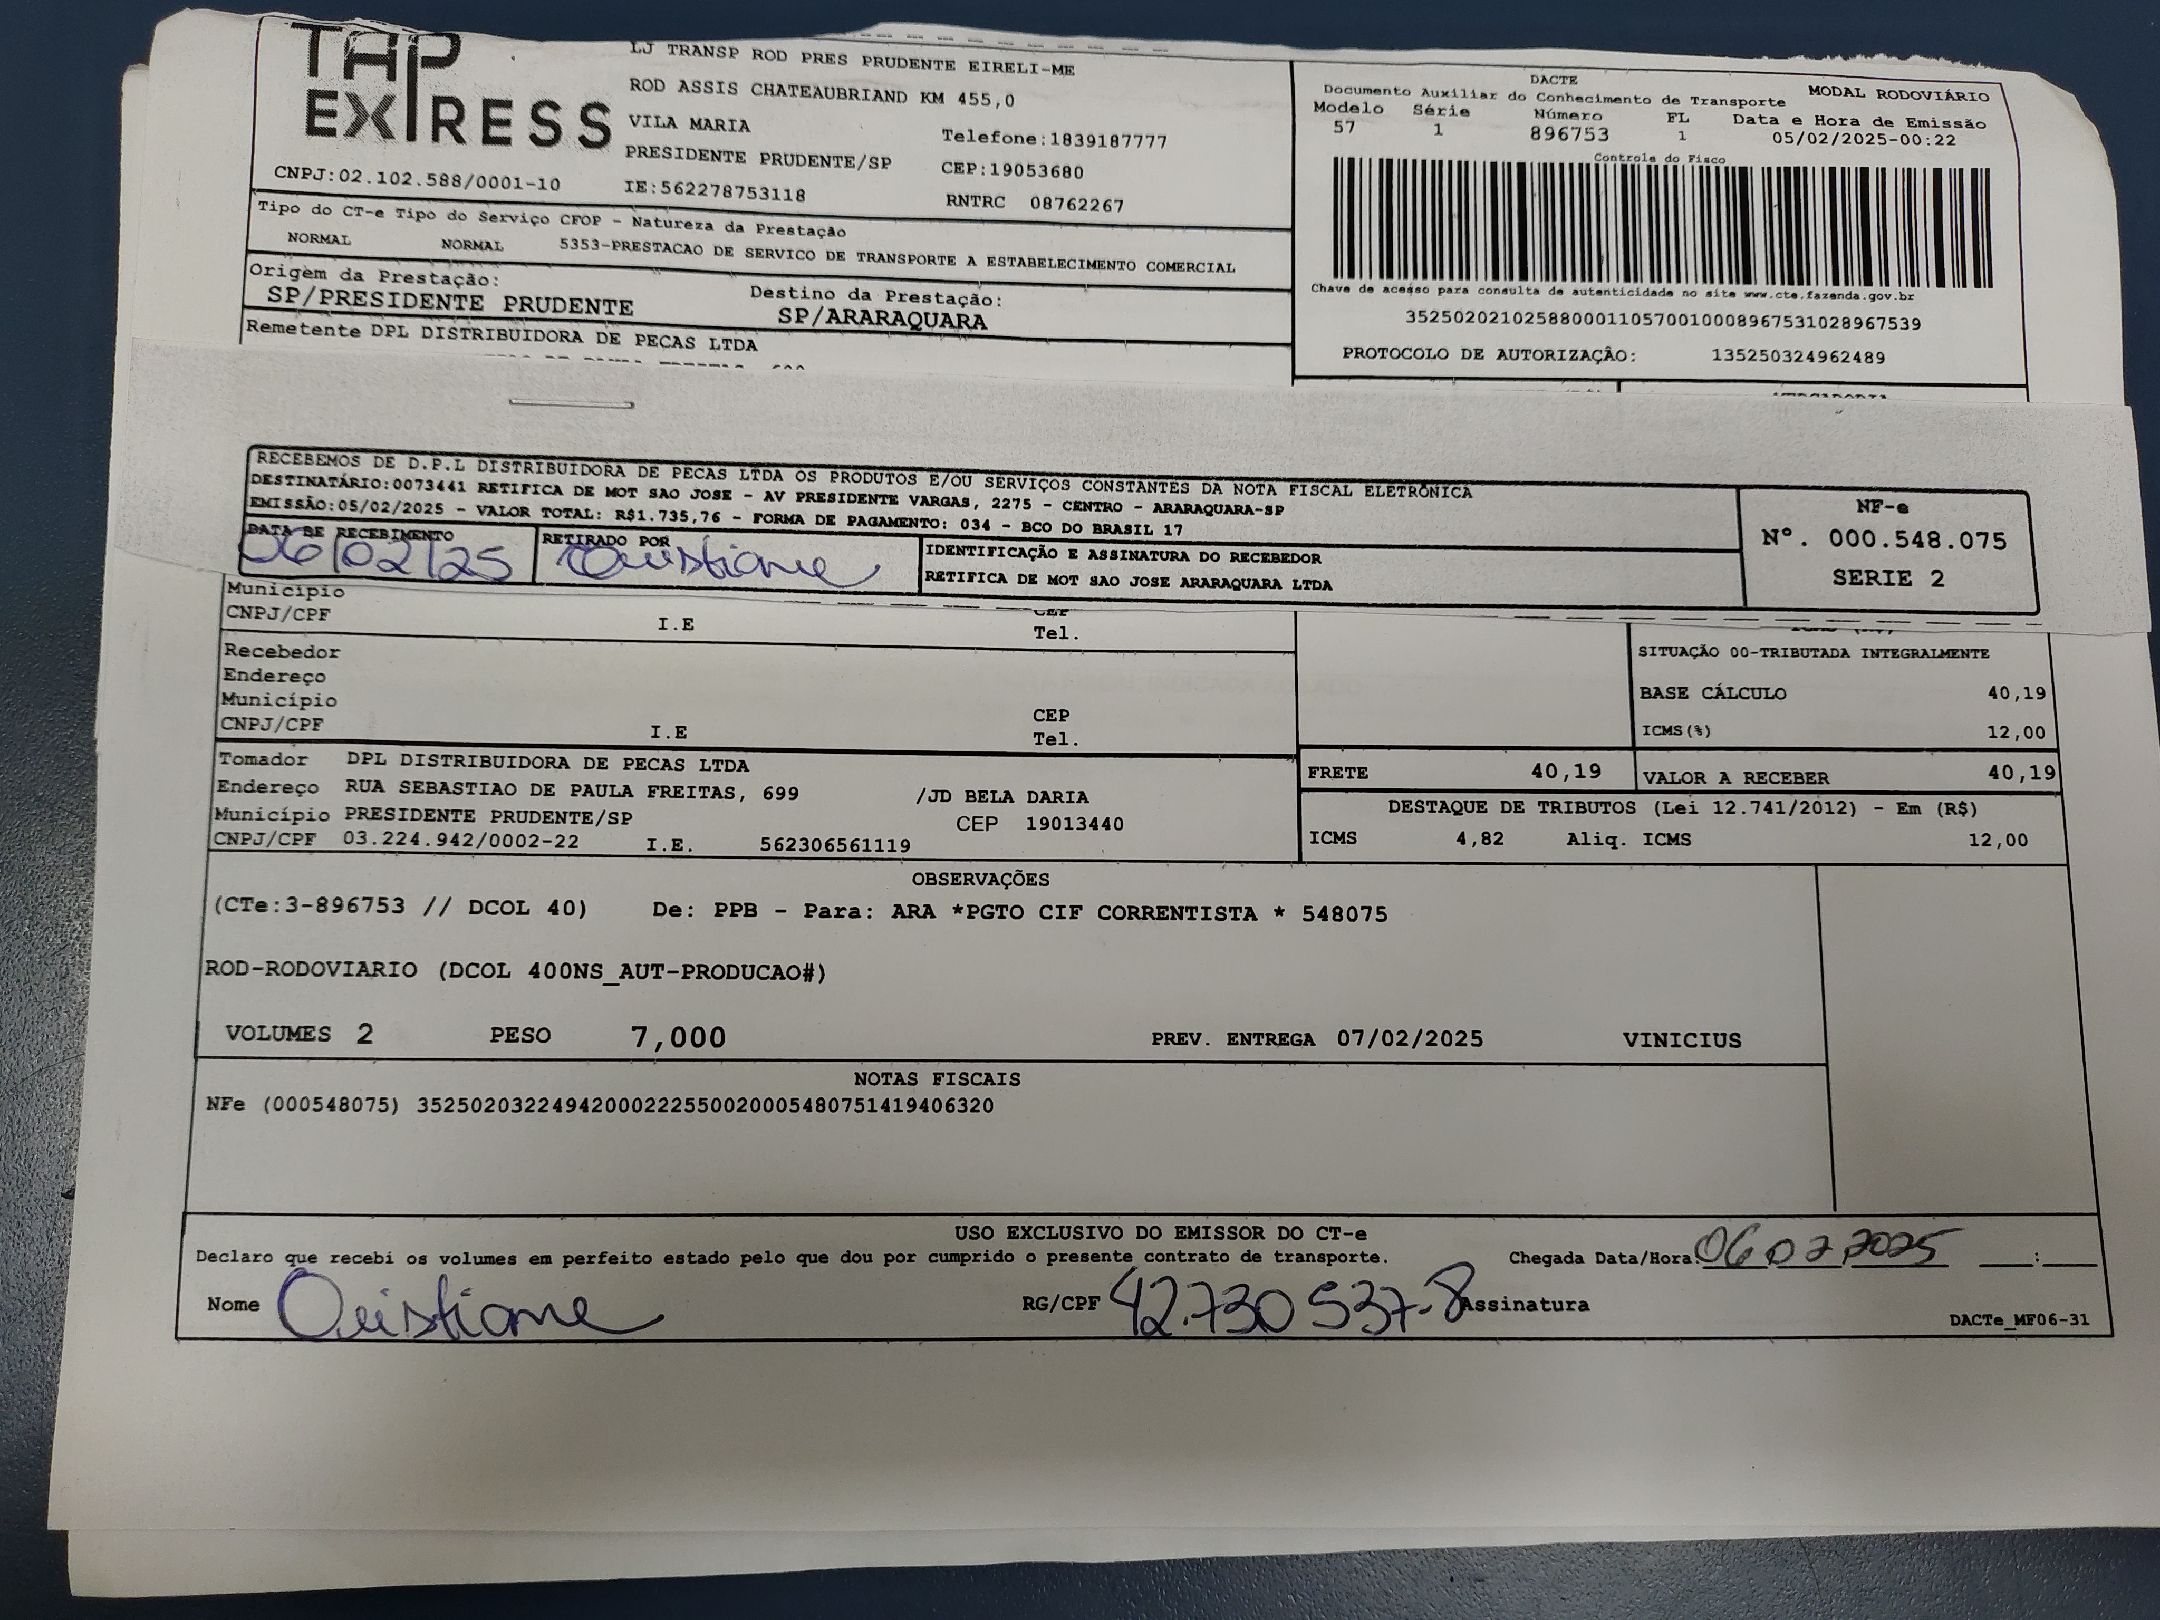 TAP EXPRESS
LJ TRANSP ROD PRES PRUDENTE EIRELI-ME
ROD ASSIS CHATEAUBRIAND KM 455,0
VILA MARIA
Telefone:1839187777
PRESIDENTE PRUDENTE/SP
CEP:19053680
CNPJ:02.102.588/0001-10
IE:562278753118
RNTRC 08762267
DACTE
Documento Auxiliar do Conhecimento de Transporte
MODAL RODOVIÁRIO
Modelo Série Número FL Data e Hora de Emissão
57 1 896753 1 05/02/2025-00:22
Controle do Fisco
Chave de acesso para consulta de autenticidade no site www.cte.fazenda.gov.br
35250202102588000110570010008967531028967539
PROTOCOLO DE AUTORIZAÇÃO: 135250324962489
Tipo do CT-e Tipo do Serviço CFOP - Natureza da Prestação
NORMAL NORMAL 5353-PRESTACAO DE SERVICO DE TRANSPORTE A ESTABELECIMENTO COMERCIAL
Origem da Prestação: Destino da Prestação:
SP/PRESIDENTE PRUDENTE SP/ARARAQUARA
Remetente DPL DISTRIBUIDORA DE PECAS LTDA
RECEBEMOS DE D.P.L DISTRIBUIDORA DE PECAS LTDA OS PRODUTOS E/OU SERVIÇOS CONSTANTES DA NOTA FISCAL ELETRÔNICA
DESTINATÁRIO:0073441 RETIFICA DE MOT SAO JOSE - AV PRESIDENTE VARGAS, 2275 - CENTRO - ARARAQUARA-SP
EMISSÃO:05/02/2025 - VALOR TOTAL: R$1.735,76 - FORMA DE PAGAMENTO: 034 - BCO DO BRASIL 17
NF-e
Nº. 000.548.075
SERIE 2
DATA DE RECEBIMENTO
06/02/25
RETIRADO POR
Cristiane
IDENTIFICAÇÃO E ASSINATURA DO RECEBEDOR
RETIFICA DE MOT SAO JOSE ARARAQUARA LTDA
Município CEP
CNPJ/CPF I.E Tel.
Recebedor
Endereço
Município CEP
CNPJ/CPF I.E Tel.
SITUAÇÃO 00-TRIBUTADA INTEGRALMENTE
BASE CÁLCULO 40,19
ICMS(%) 12,00
Tomador DPL DISTRIBUIDORA DE PECAS LTDA
Endereço RUA SEBASTIAO DE PAULA FREITAS, 699 /JD BELA DARIA
Município PRESIDENTE PRUDENTE/SP CEP 19013440
CNPJ/CPF 03.224.942/0002-22 I.E. 562306561119
FRETE 40,19 VALOR A RECEBER 40,19
DESTAQUE DE TRIBUTOS (Lei 12.741/2012) - Em (R$)
ICMS 4,82 Aliq. ICMS 12,00
OBSERVAÇÕES
(CTe:3-896753 // DCOL 40) De: PPB - Para: ARA *PGTO CIF CORRENTISTA * 548075
ROD-RODOVIARIO (DCOL 400NS_AUT-PRODUCAO#)
VOLUMES 2 PESO 7,000 PREV. ENTREGA 07/02/2025 VINICIUS
NOTAS FISCAIS
NFe (000548075) 35250203224942000222550020005480751419406320
USO EXCLUSIVO DO EMISSOR DO CT-e
Declaro que recebi os volumes em perfeito estado pelo que dou por cumprido o presente contrato de transporte. Chegada Data/Hora: 06 02 2025 :
Nome Cristiane RG/CPF 42.730 537-8 Assinatura
DACTe_MF06-31